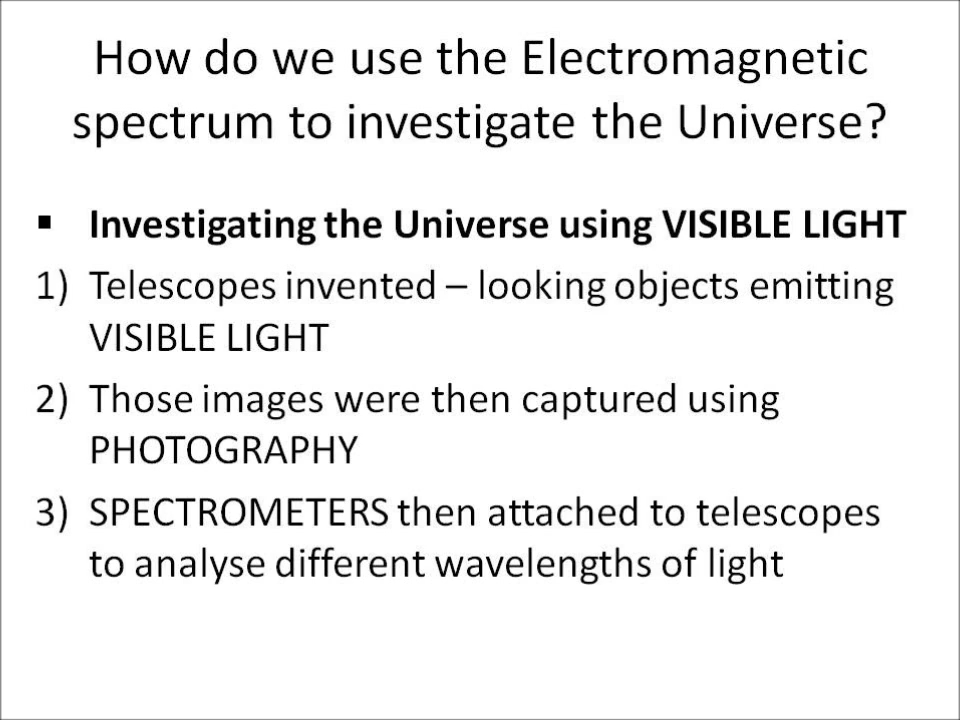 How do we use the Electromagnetic
spectrum to investigate the Universe?
▪ Investigating the Universe using VISIBLE LIGHT
1) Telescopes invented – looking objects emitting
VISIBLE LIGHT
2) Those images were then captured using
PHOTOGRAPHY
3) SPECTROMETERS then attached to telescopes
to analyse different wavelengths of light